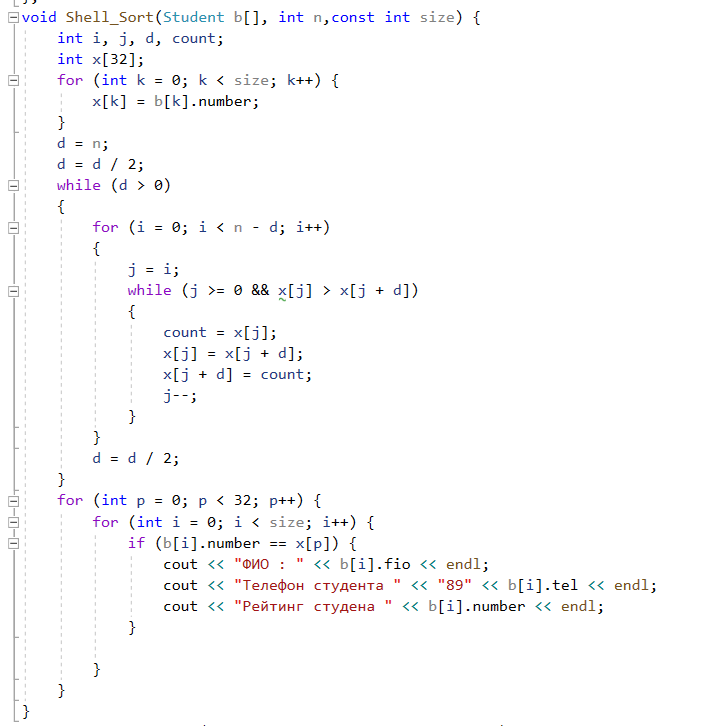 void Shell_Sort(Student b[], int n,const int size) {
int i, j, d, count;
int x[32];
for (int k = 0; k < size; k++) {
x[k] = b[k].number;
}
d = n;
d = d / 2;
while (d > 0)
{
for (i = 0; i < n - d; i++)
{
j = i;
while (j >= 0 && x[j] > x[j + d])
{
count = x[j];
x[j] = x[j + d];
x[j + d] = count;
j--;
}
}
d = d / 2;
}
for (int p = 0; p < 32; p++) {
for (int i = 0; i < size; i++) {
if (b[i].number == x[p]) {
cout << "ФИО : " << b[i].fio << endl;
cout << "Телефон студента " << "89" << b[i].tel << endl;
cout << "Рейтинг студена " << b[i].number << endl;
}
}
}
}